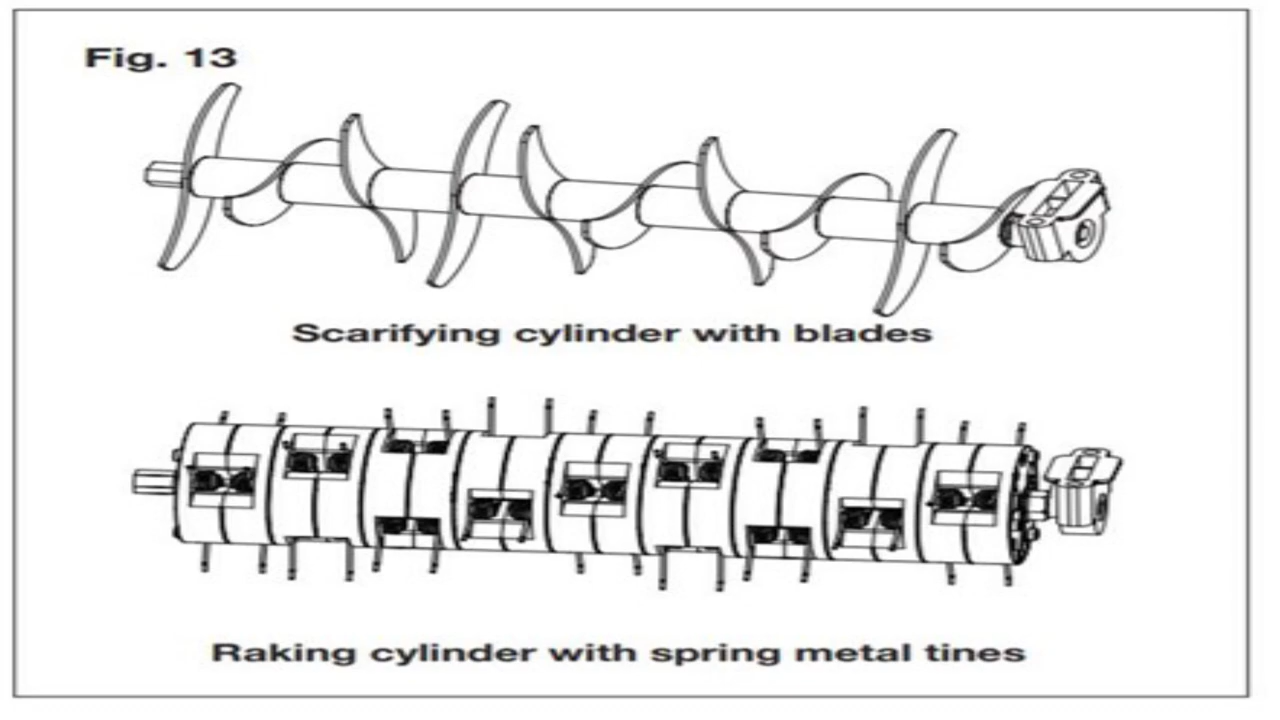 Fig. 13
Scarifying cylinder with blades
Raking cylinder with spring metal tines